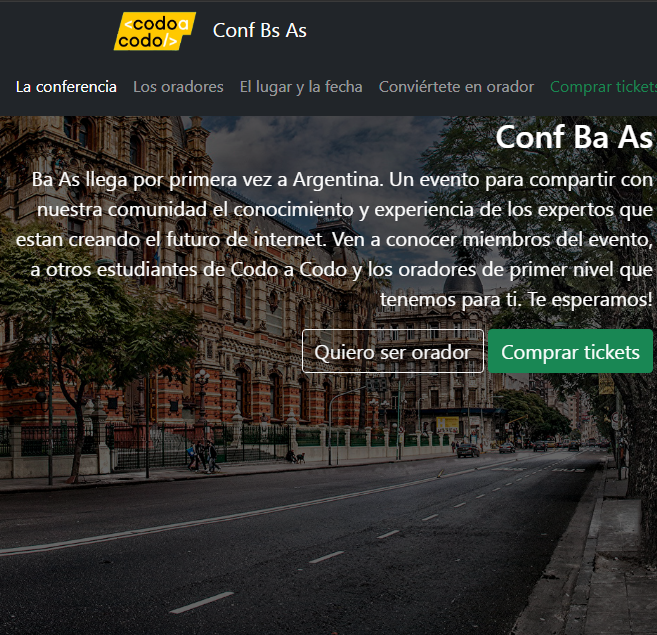 <codo a
codo/>
Conf Bs As
La conferencia Los oradores El lugar y la fecha Conviértete en orador Comprar tickets
Conf Ba As
Ba As llega por primera vez a Argentina. Un evento para compartir con
nuestra comunidad el conocimiento y experiencia de los expertos que
estan creando el futuro de internet. Ven a conocer miembros del evento,
a otros estudiantes de Codo a Codo y los oradores de primer nivel que
tenemos para ti. Te esperamos!
Quiero ser orador Comprar tickets